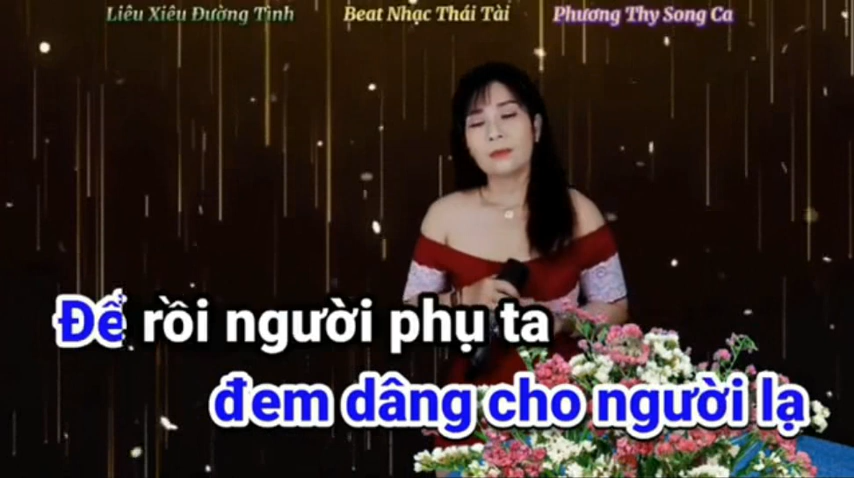 Liêu Xiêu Đường Tình Beat Nhạc Thái Tài Phương Thy Song Ca
Để rồi người phụ ta
đem dâng cho người lạ